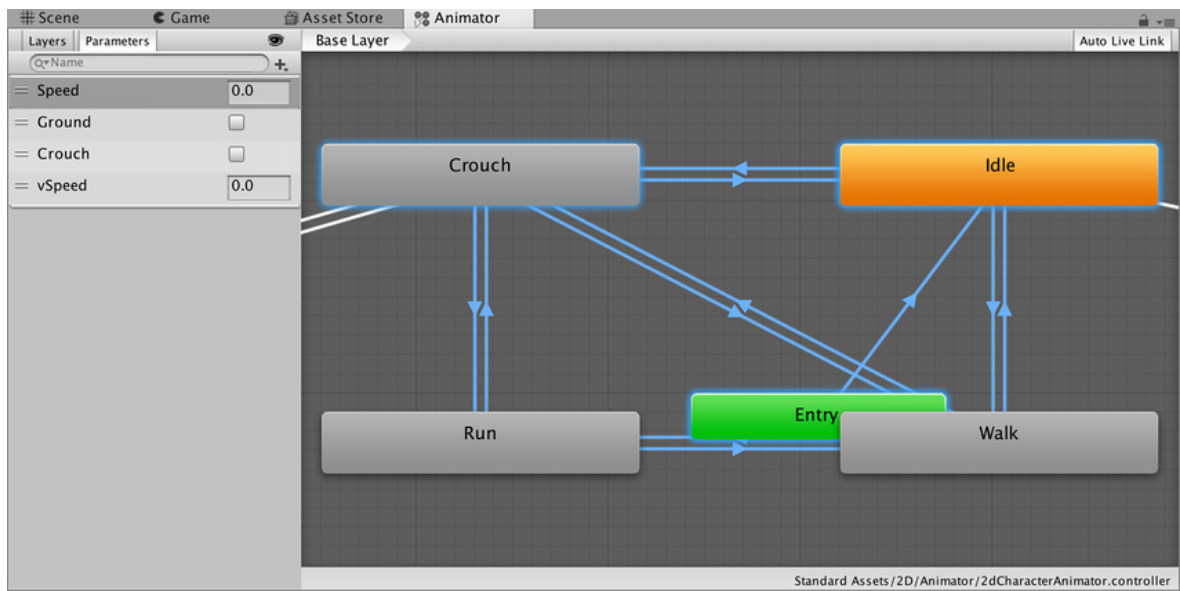 Scene Game Asset Store Animator
Layers Parameters Base Layer Auto Live Link
Name
Speed 0.0
Ground
Crouch
vSpeed 0.0
Crouch Idle
Entry
Run Walk
Standard Assets/2D/Animator/2dCharacterAnimator.controller